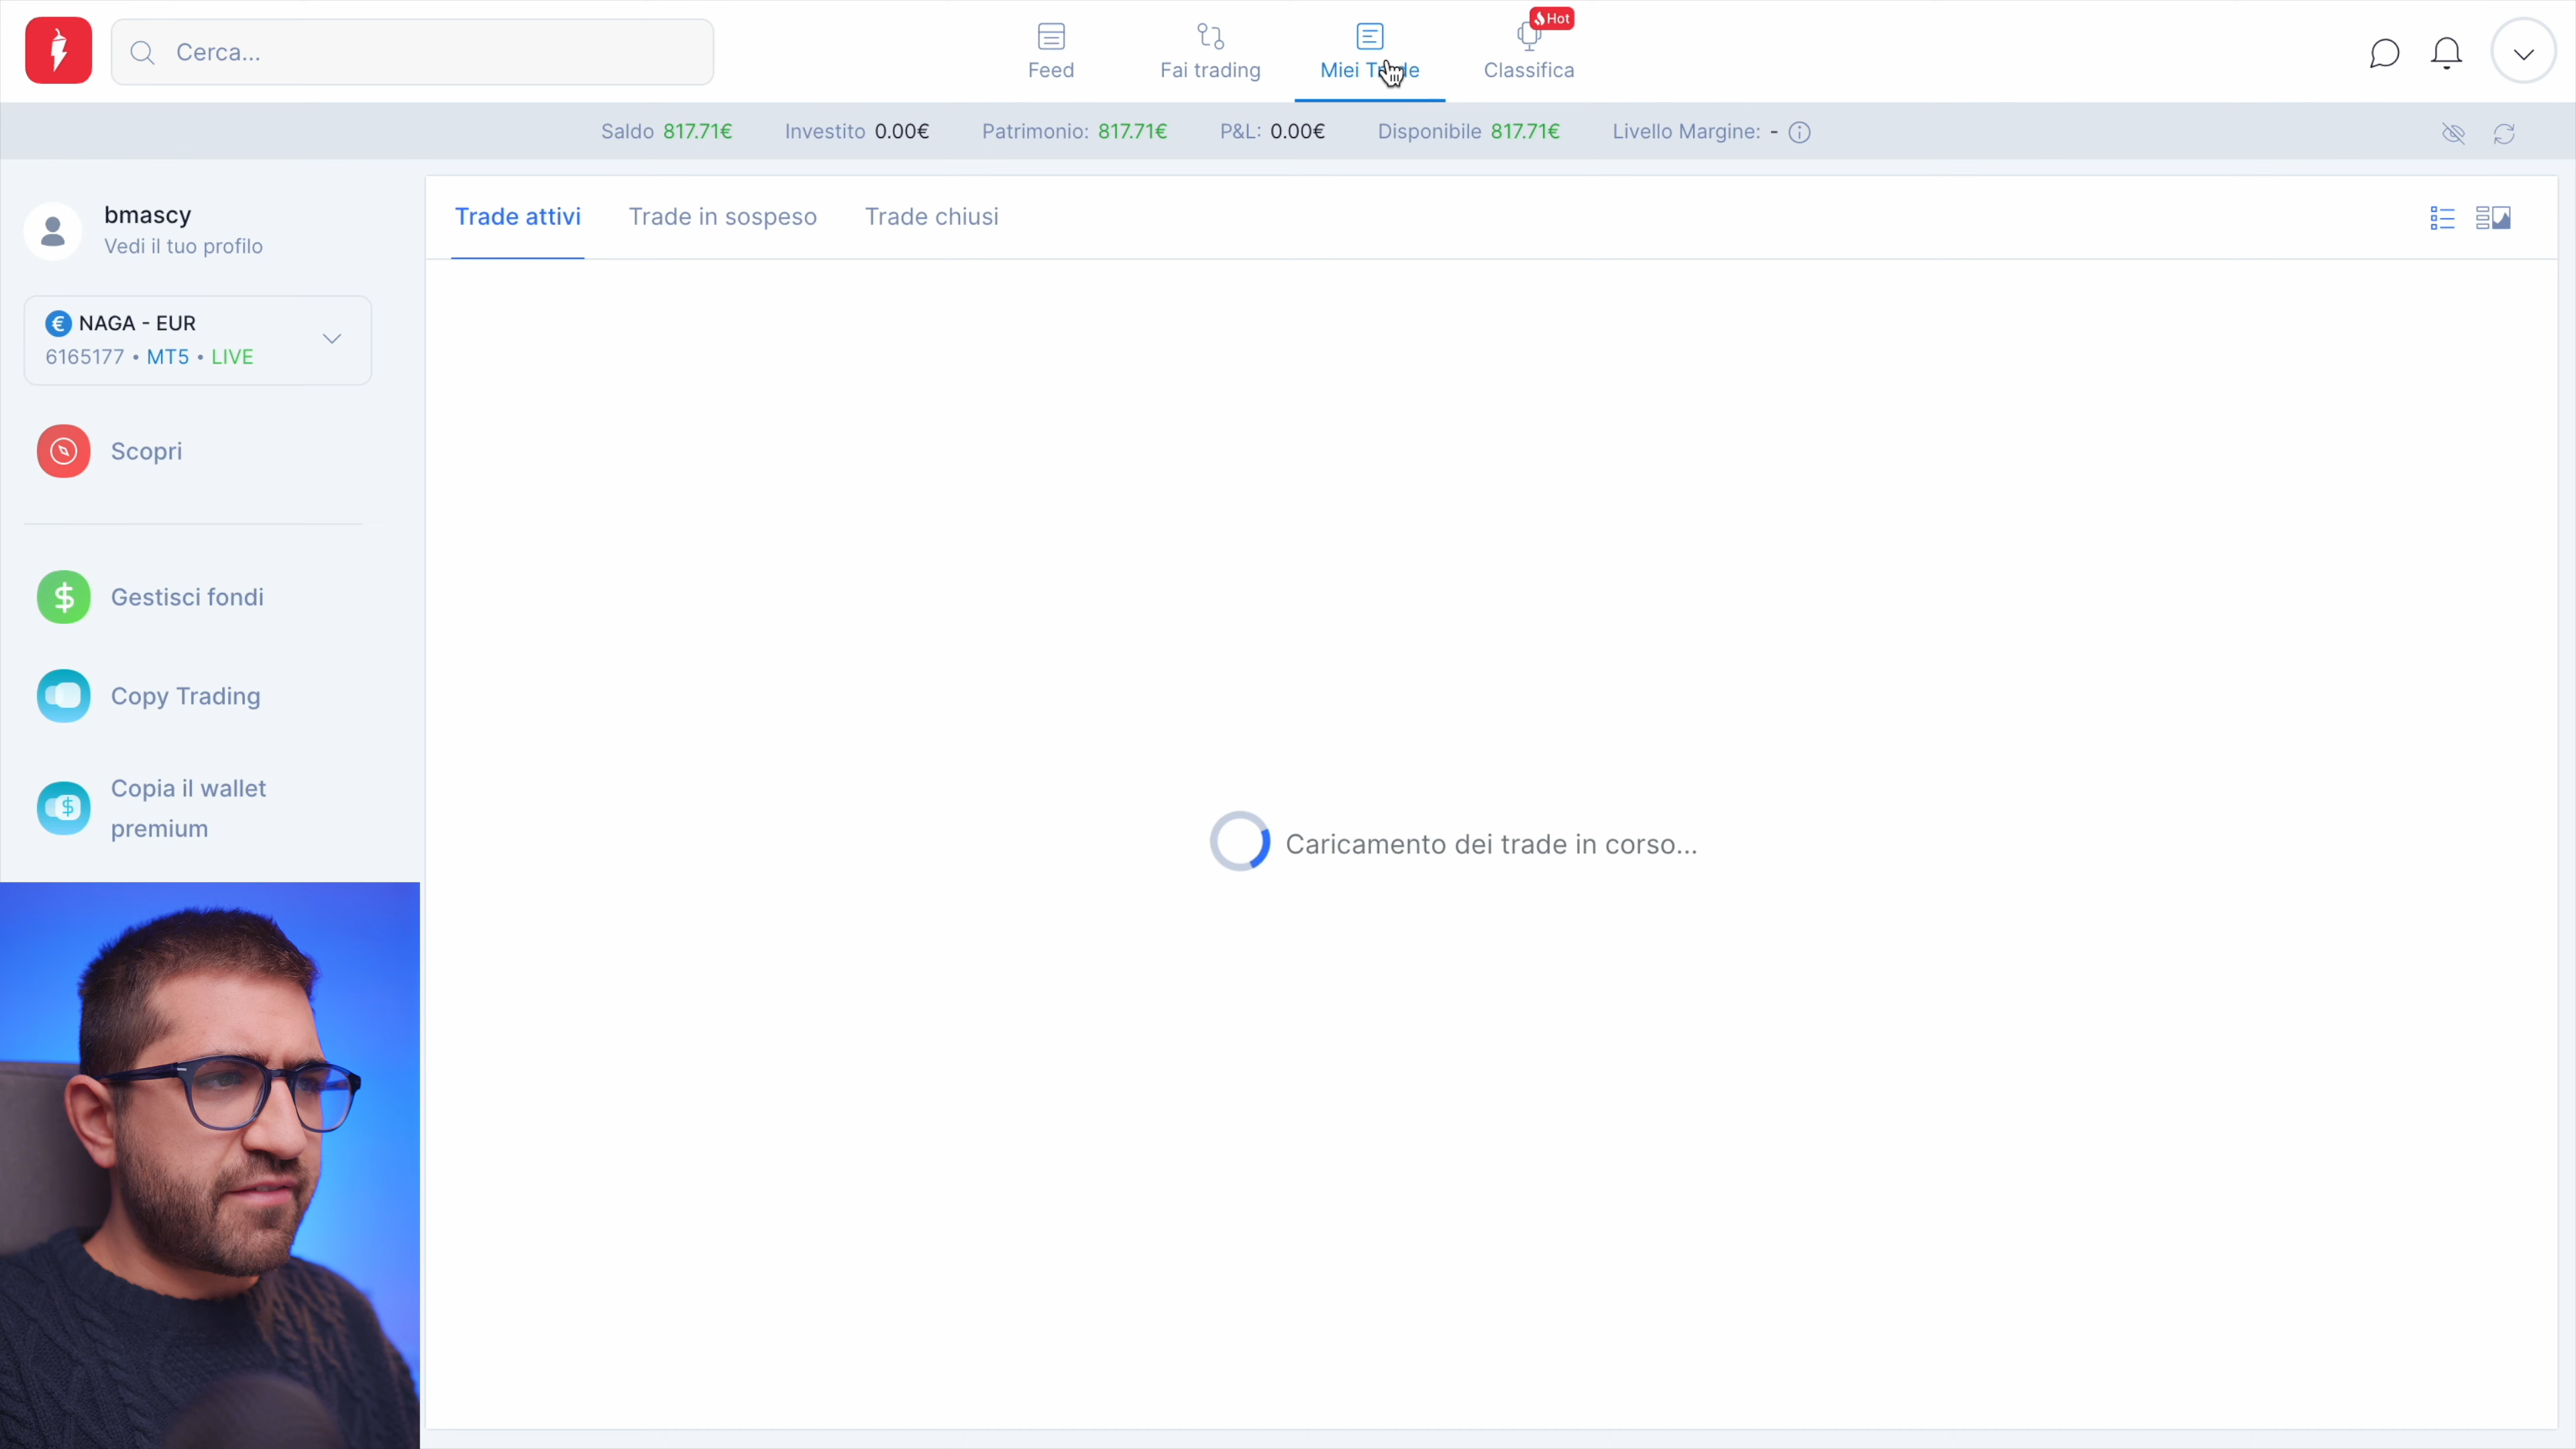 Cerca...
Feed
Fai trading
Miei Trade
Hot
Classifica
Saldo 817.71€ Investito 0.00€ Patrimonio: 817.71€ P&L: 0.00€ Disponibile 817.71€ Livello Margine: -
bmascy
Vedi il tuo profilo
€ NAGA - EUR
6165177 • MT5 • LIVE
Scopri
$ Gestisci fondi
Copy Trading
$ Copia il wallet
premium
Trade attivi Trade in sospeso Trade chiusi
Caricamento dei trade in corso...